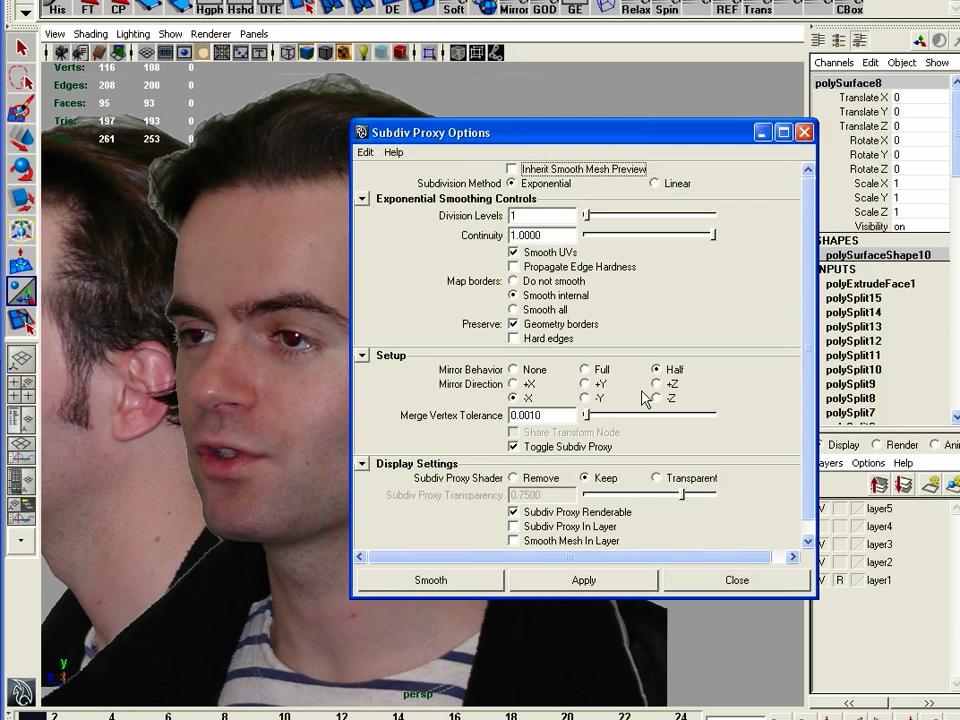 His FT CP Hgph Hshd UTE DE Soft Mirror GOD GE Relax Spin REF Trans CBox
View Shading Lighting Show Renderer Panels
Verts: 116 108 0
Edges: 208 200 0
Faces: 95 93 0
Tris: 197 193 0
261 253 0
Subdiv Proxy Options
Edit Help
Inherit Smooth Mesh Preview
Subdivision Method Exponential Linear
Exponential Smoothing Controls
Division Levels 1
Continuity 1.0000
Smooth UVs
Propagate Edge Hardness
Map borders: Do not smooth
Smooth internal
Smooth all
Preserve: Geometry borders
Hard edges
Setup
Mirror Behavior None Full Half
Mirror Direction +X +Y +Z
-X -Y -Z
Merge Vertex Tolerance 0.0010
Share Transform Node
Toggle Subdiv Proxy
Display Settings
Subdiv Proxy Shader Remove Keep Transparent
Subdiv Proxy Transparency 0.7500
Subdiv Proxy Renderable
Subdiv Proxy In Layer
Smooth Mesh In Layer
Smooth Apply Close
Channels Edit Object Show
polySurface8
Translate X 0
Translate Y 0
Translate Z 0
Rotate X 0
Rotate Y 0
Rotate Z 0
Scale X 1
Scale Y 1
Scale Z 1
Visibility on
SHAPES
polySurfaceShape10
INPUTS
polyExtrudeFace1
polySplit15
polySplit14
polySplit13
polySplit12
polySplit11
polySplit10
polySplit9
polySplit8
polySplit7
Display Render Ani
ayers Options Help
layer5
layer4
layer3
layer2
R layer1
y
z x
persp
2 4 6 8 10 12 14 16 18 20 22 24